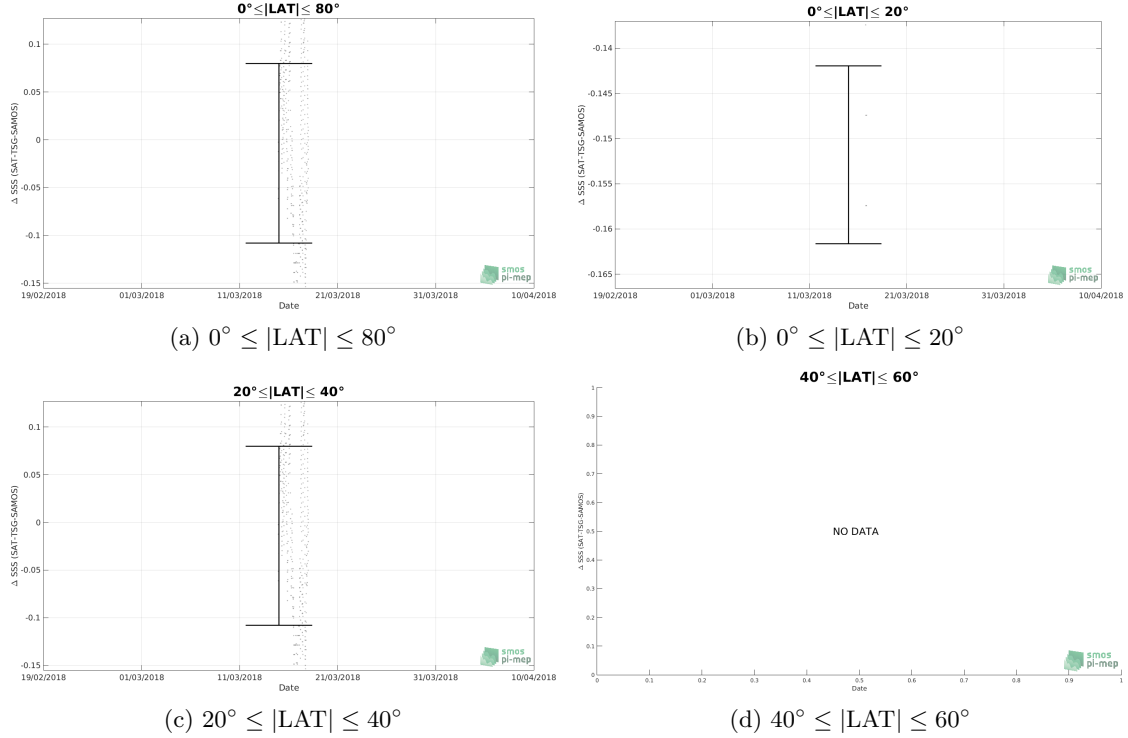 0°≤|LAT|≤ 80°
0.1
0.05
0
-0.05
-0.1
-0.15
Δ SSS (SAT-TSG-SAMOS)
19/02/2018 01/03/2018 11/03/2018 21/03/2018 31/03/2018 10/04/2018
Date
smos
pi-mep
(a) 0° ≤ |LAT| ≤ 80°
0°≤|LAT|≤ 20°
-0.14
-0.145
-0.15
-0.155
-0.16
-0.165
Δ SSS (SAT-TSG-SAMOS)
19/02/2018 01/03/2018 11/03/2018 21/03/2018 31/03/2018 10/04/2018
Date
smos
pi-mep
(b) 0° ≤ |LAT| ≤ 20°
20°≤|LAT|≤ 40°
0.1
0.05
0
-0.05
-0.1
-0.15
Δ SSS (SAT-TSG-SAMOS)
19/02/2018 01/03/2018 11/03/2018 21/03/2018 31/03/2018 10/04/2018
Date
smos
pi-mep
(c) 20° ≤ |LAT| ≤ 40°
40°≤|LAT|≤ 60°
1
0.9
0.8
0.7
0.6
0.5
0.4
0.3
0.2
0.1
0
Δ SSS (SAT-TSG-SAMOS)
NO DATA
0 0.1 0.2 0.3 0.4 0.5 0.6 0.7 0.8 0.9 1
Date
smos
pi-mep
(d) 40° ≤ |LAT| ≤ 60°